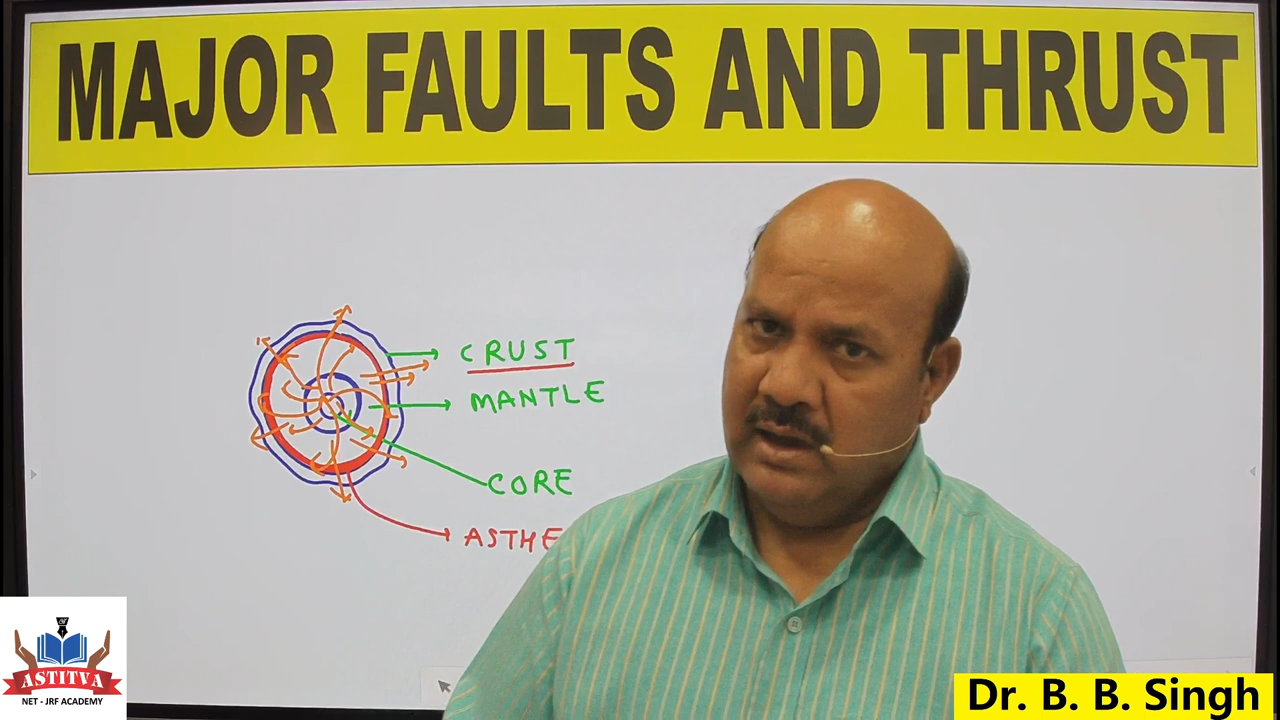 MAJOR FAULTS AND THRUST
CRUST
MANTLE
CORE
ASTHE
ASTITVA
NET - JRF ACADEMY
Dr. B. B. Singh